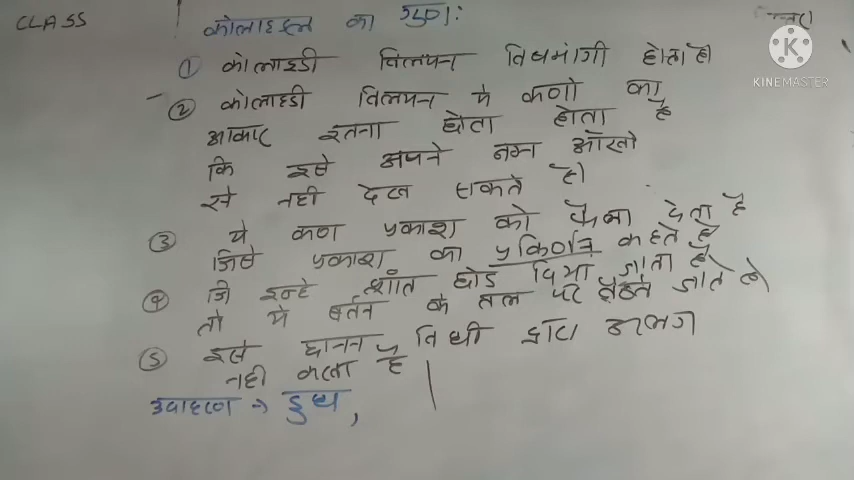 CLASS
कोलाइडल का गुण:
① कोलाइडी विलयन विषमांगी होता है
② कोलाइडी विलयन में कणो का
आकार इतना छोटा होता है
कि इसे अपने नग्न आँखो
से नही देख सकते है।
③ ये कण प्रकाश को फैला देता है
जिसे प्रकाश का प्रकिर्णन कहते है
④ जि इन्हे शांत छोड दिया जाता है
तो ये बर्तन के तल पर बैठते जाते है
⑤ इसे छानन विधी द्वारा अलग
नही करता है
उदाहरण → दुध,
KINEMASTER